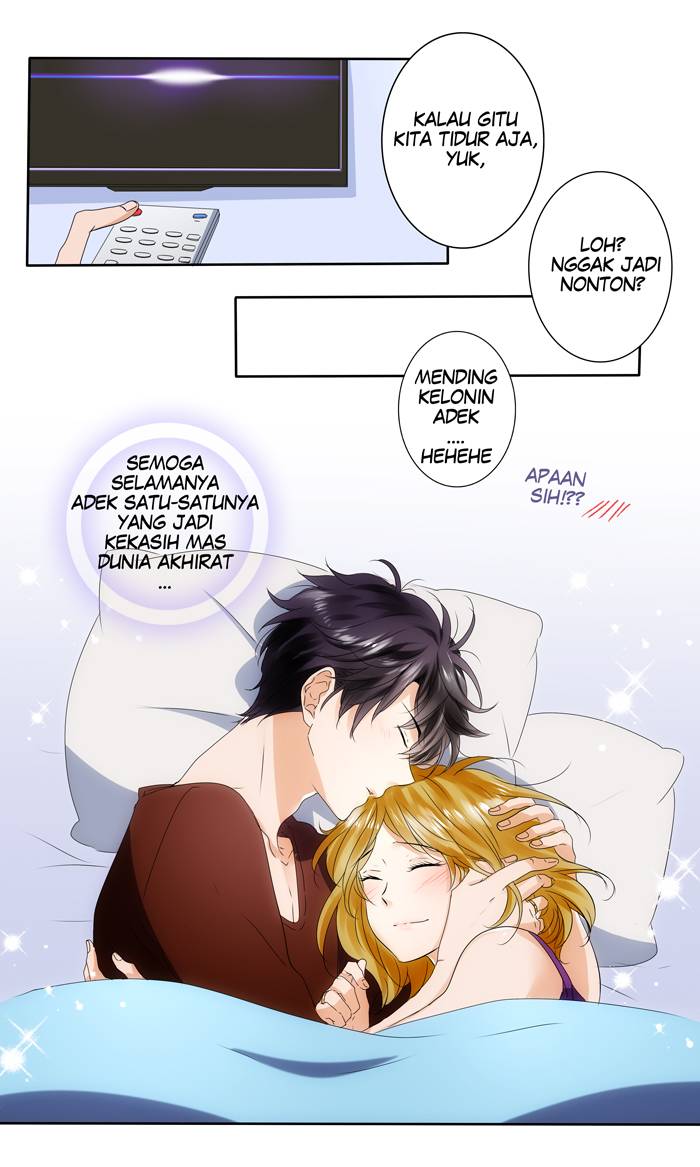 KALAU GITU
KITA TIDUR AJA,
YUK,
LOH?
NGGAK JADI
NONTON?
MENDING
KELONIN
ADEK
....
HEHEHE
APAAN
SIH!??
SEMOGA
SELAMANYA
ADEK SATU-SATUNYA
YANG JADI
KEKASIH MAS
DUNIA AKHIRAT
...